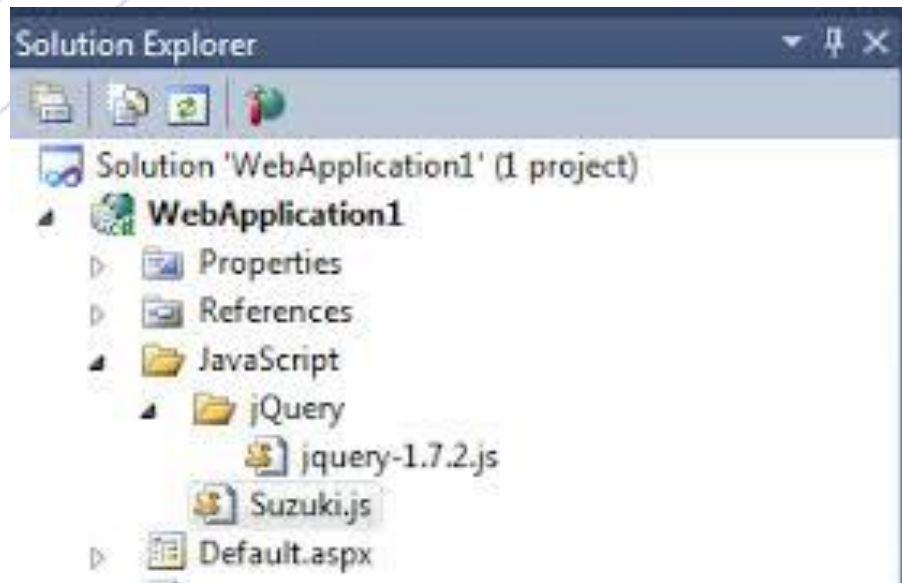 Solution Explorer
Solution 'WebApplication1' (1 project)
WebApplication1
Properties
References
JavaScript
jQuery
jquery-1.7.2.js
Suzuki.js
Default.aspx